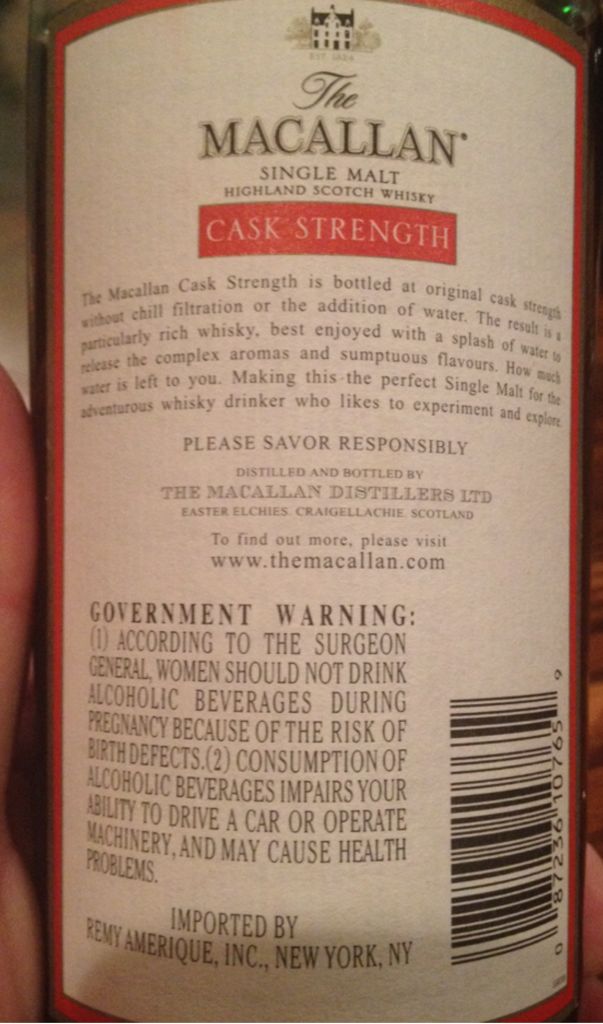 EST. 1824
The
MACALLAN
SINGLE MALT
HIGHLAND SCOTCH WHISKY
CASK STRENGTH
The Macallan Cask Strength is bottled at original cask strength
without chill filtration or the addition of water. The result is a
particularly rich whisky, best enjoyed with a splash of water to
release the complex aromas and sumptuous flavours. How much
water is left to you. Making this the perfect Single Malt for the
adventurous whisky drinker who likes to experiment and explore.
PLEASE SAVOR RESPONSIBLY
DISTILLED AND BOTTLED BY
THE MACALLAN DISTILLERS LTD
EASTER ELCHIES. CRAIGELLACHIE. SCOTLAND
To find out more, please visit
www.themacallan.com
GOVERNMENT WARNING:
(1) ACCORDING TO THE SURGEON
GENERAL, WOMEN SHOULD NOT DRINK
ALCOHOLIC BEVERAGES DURING
PREGNANCY BECAUSE OF THE RISK OF
BIRTH DEFECTS.(2) CONSUMPTION OF
ALCOHOLIC BEVERAGES IMPAIRS YOUR
ABILITY TO DRIVE A CAR OR OPERATE
MACHINERY, AND MAY CAUSE HEALTH
PROBLEMS.
IMPORTED BY
REMY AMERIQUE, INC., NEW YORK, NY
0 87236 10765 9